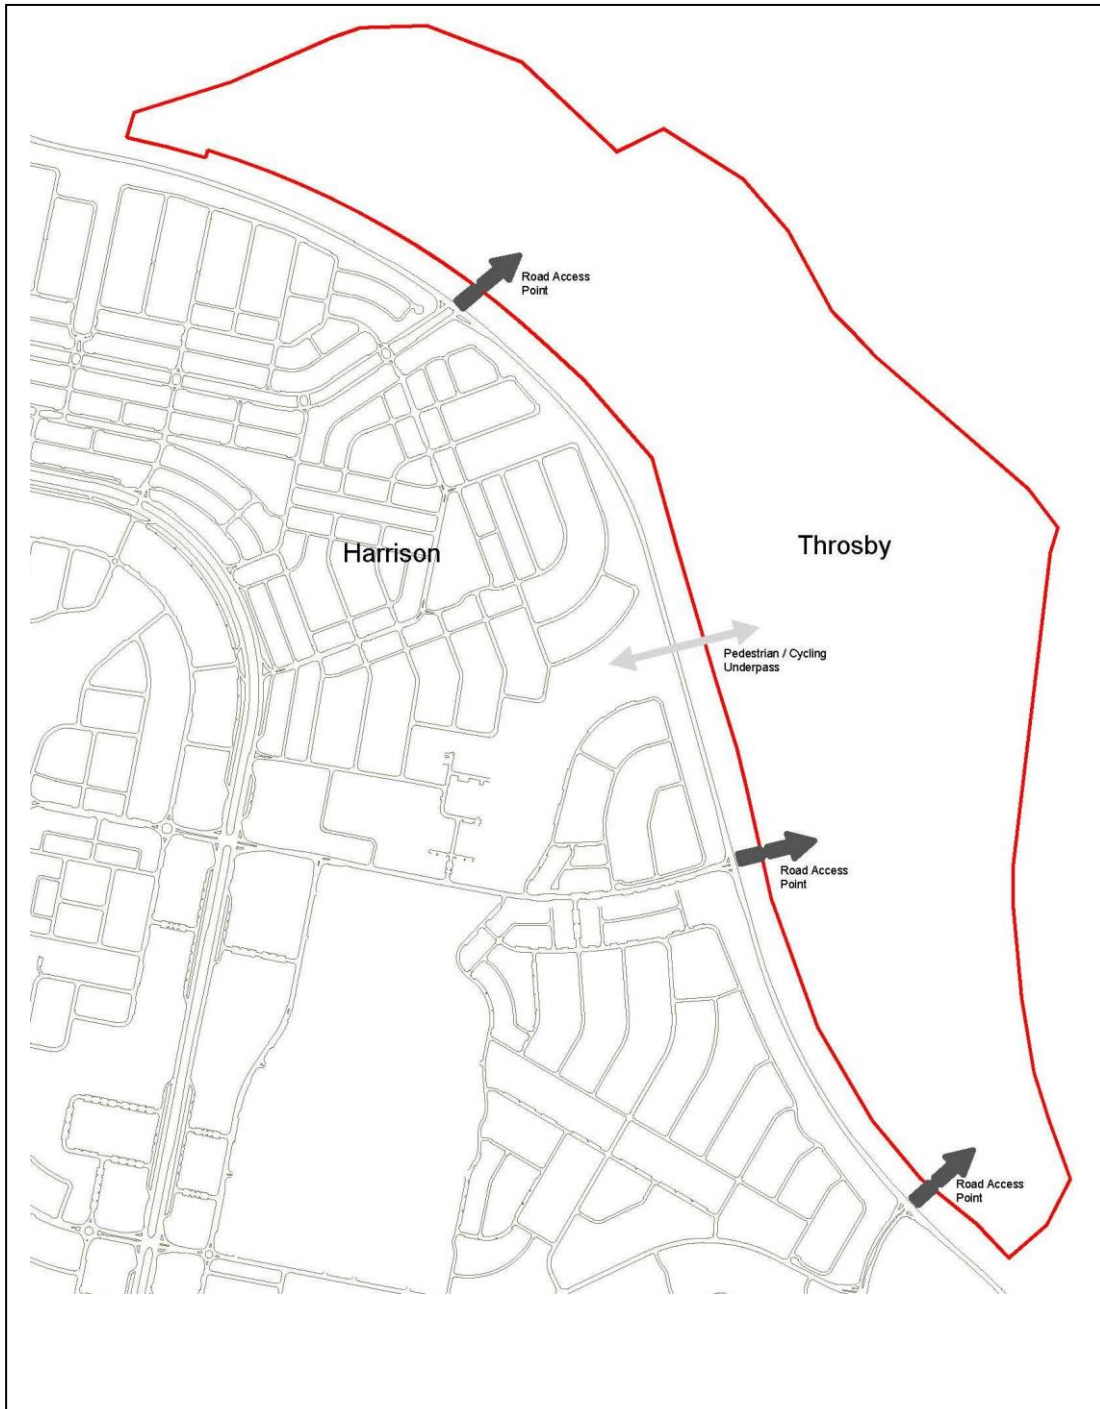 Road Access
Point
Harrison
Throsby
Pedestrian / Cycling
Underpass
Road Access
Point
Road Access
Point